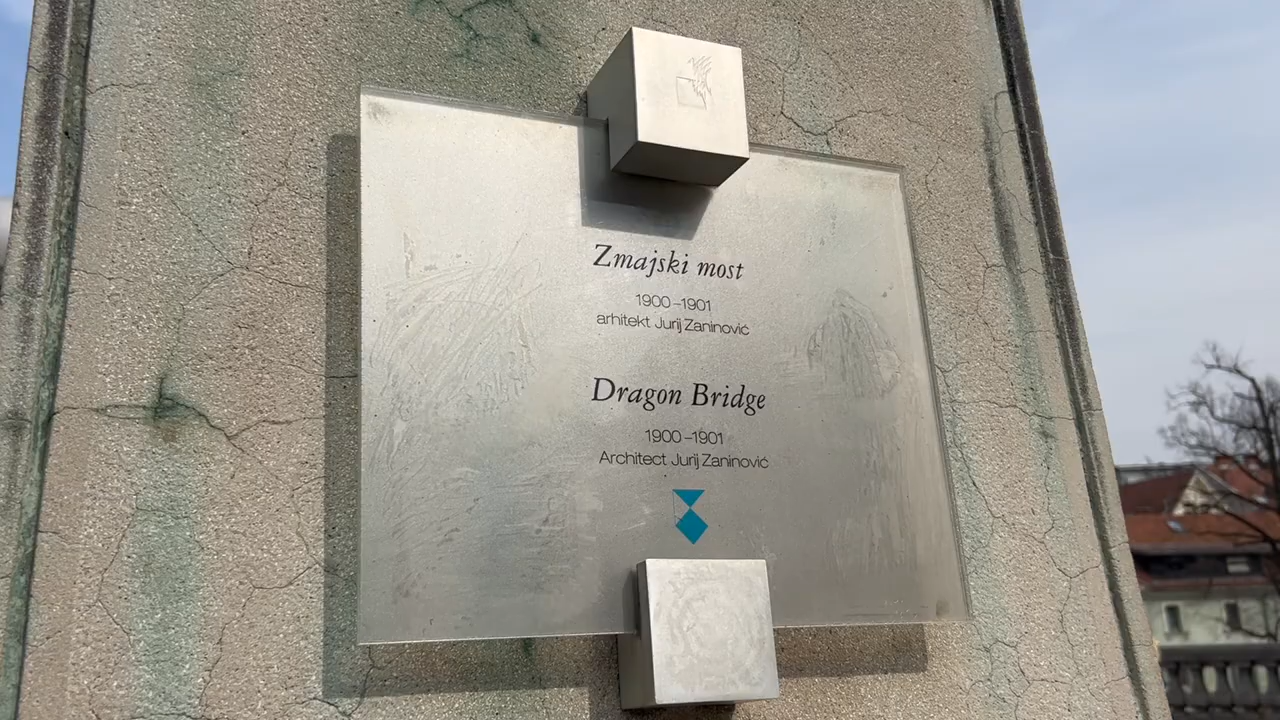 Zmajski most
1900–1901
arhitekt Jurij Zaninović
Dragon Bridge
1900–1901
Architect Jurij Zaninović